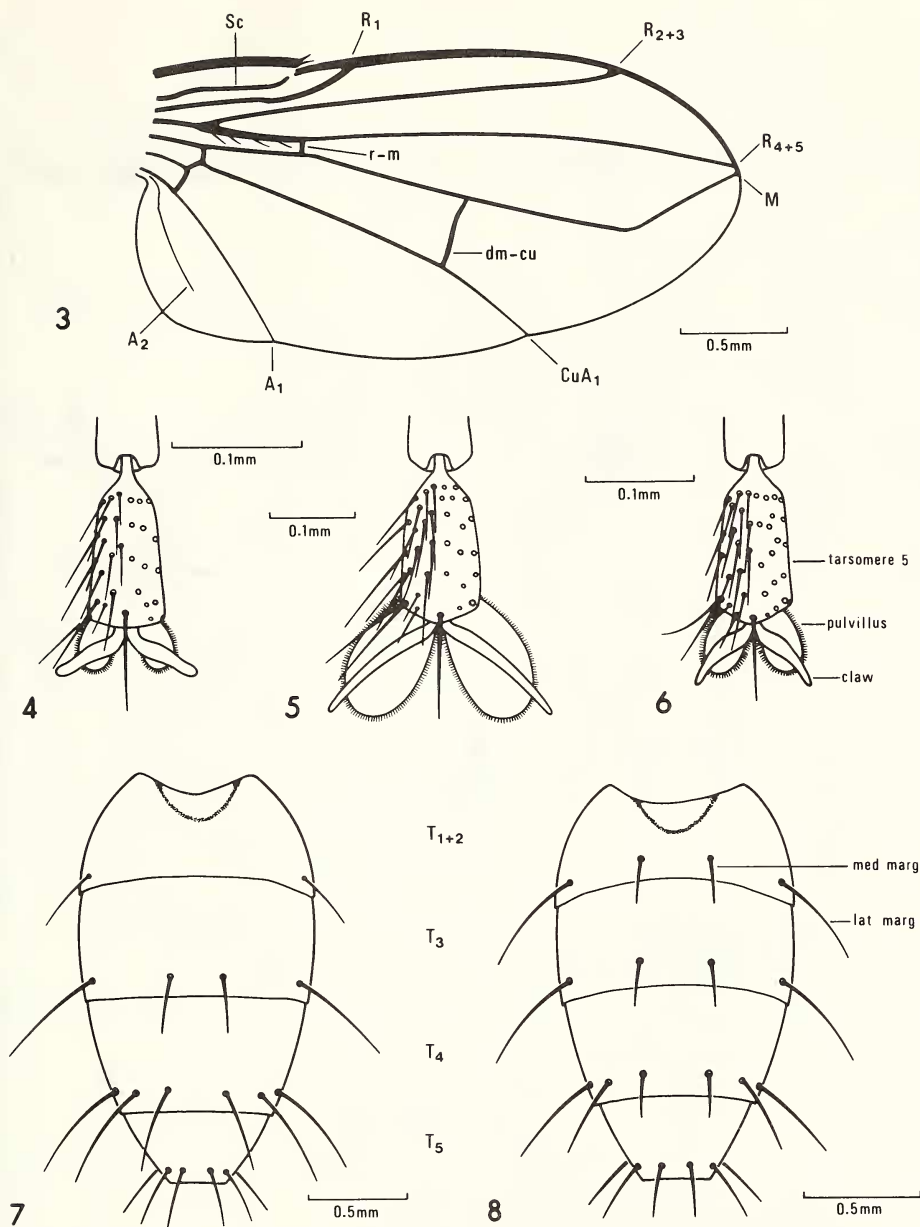 Sc
R1
R2+3
R4+5
r-m
M
dm-cu
3
A2
A1
CuA1
0.5mm
0.1mm
0.1mm
0.1mm
tarsomere 5
pulvillus
claw
4
5
6
T1+2
med marg
lat marg
T3
T4
T5
7
0.5mm
8
0.5mm